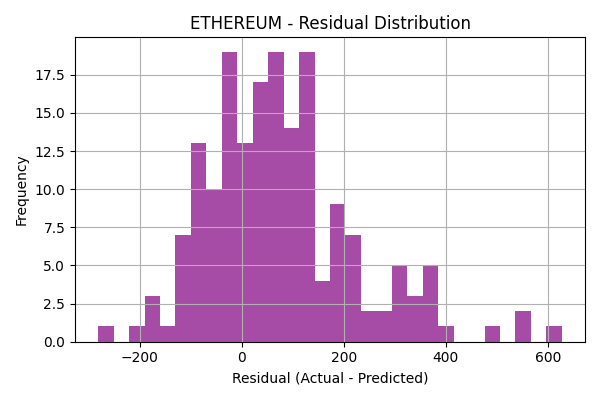 ETHEREUM - Residual Distribution
Frequency
17.5
15.0
12.5
10.0
7.5
5.0
2.5
0.0
−200 0 200 400 600
Residual (Actual - Predicted)